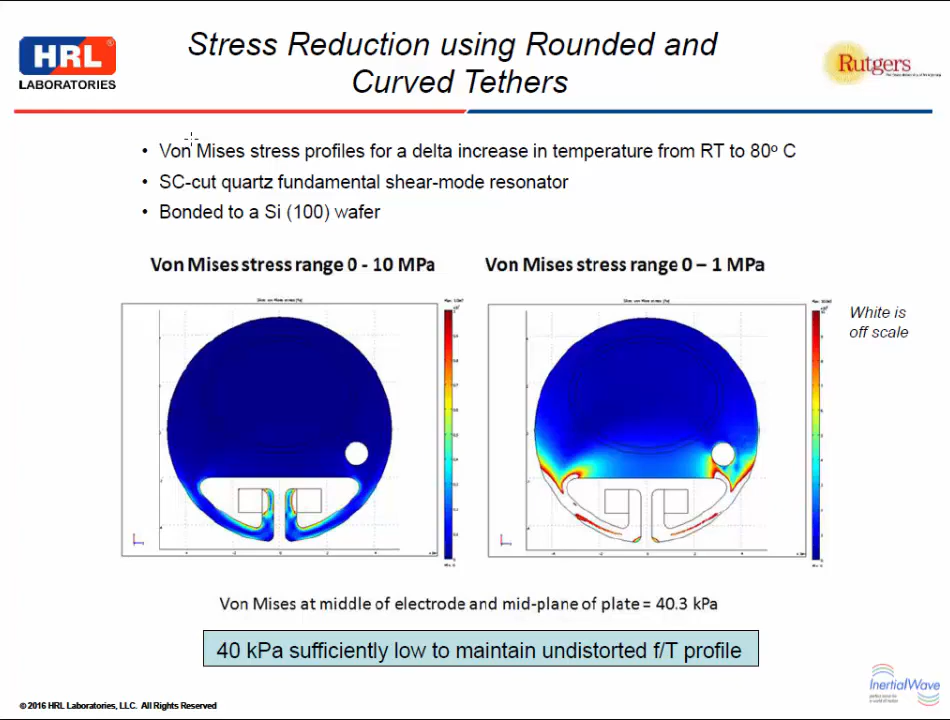 HRL
®
LABORATORIES
Stress Reduction using Rounded and
Curved Tethers
Rutgers
• Von Mises stress profiles for a delta increase in temperature from RT to 80º C
• SC-cut quartz fundamental shear-mode resonator
• Bonded to a Si (100) wafer
Von Mises stress range 0 - 10 MPa
Von Mises stress range 0 – 1 MPa
White is
off scale
Von Mises at middle of electrode and mid-plane of plate = 40.3 kPa
40 kPa sufficiently low to maintain undistorted f/T profile
InertialWave
© 2016 HRL Laboratories, LLC. All Rights Reserved